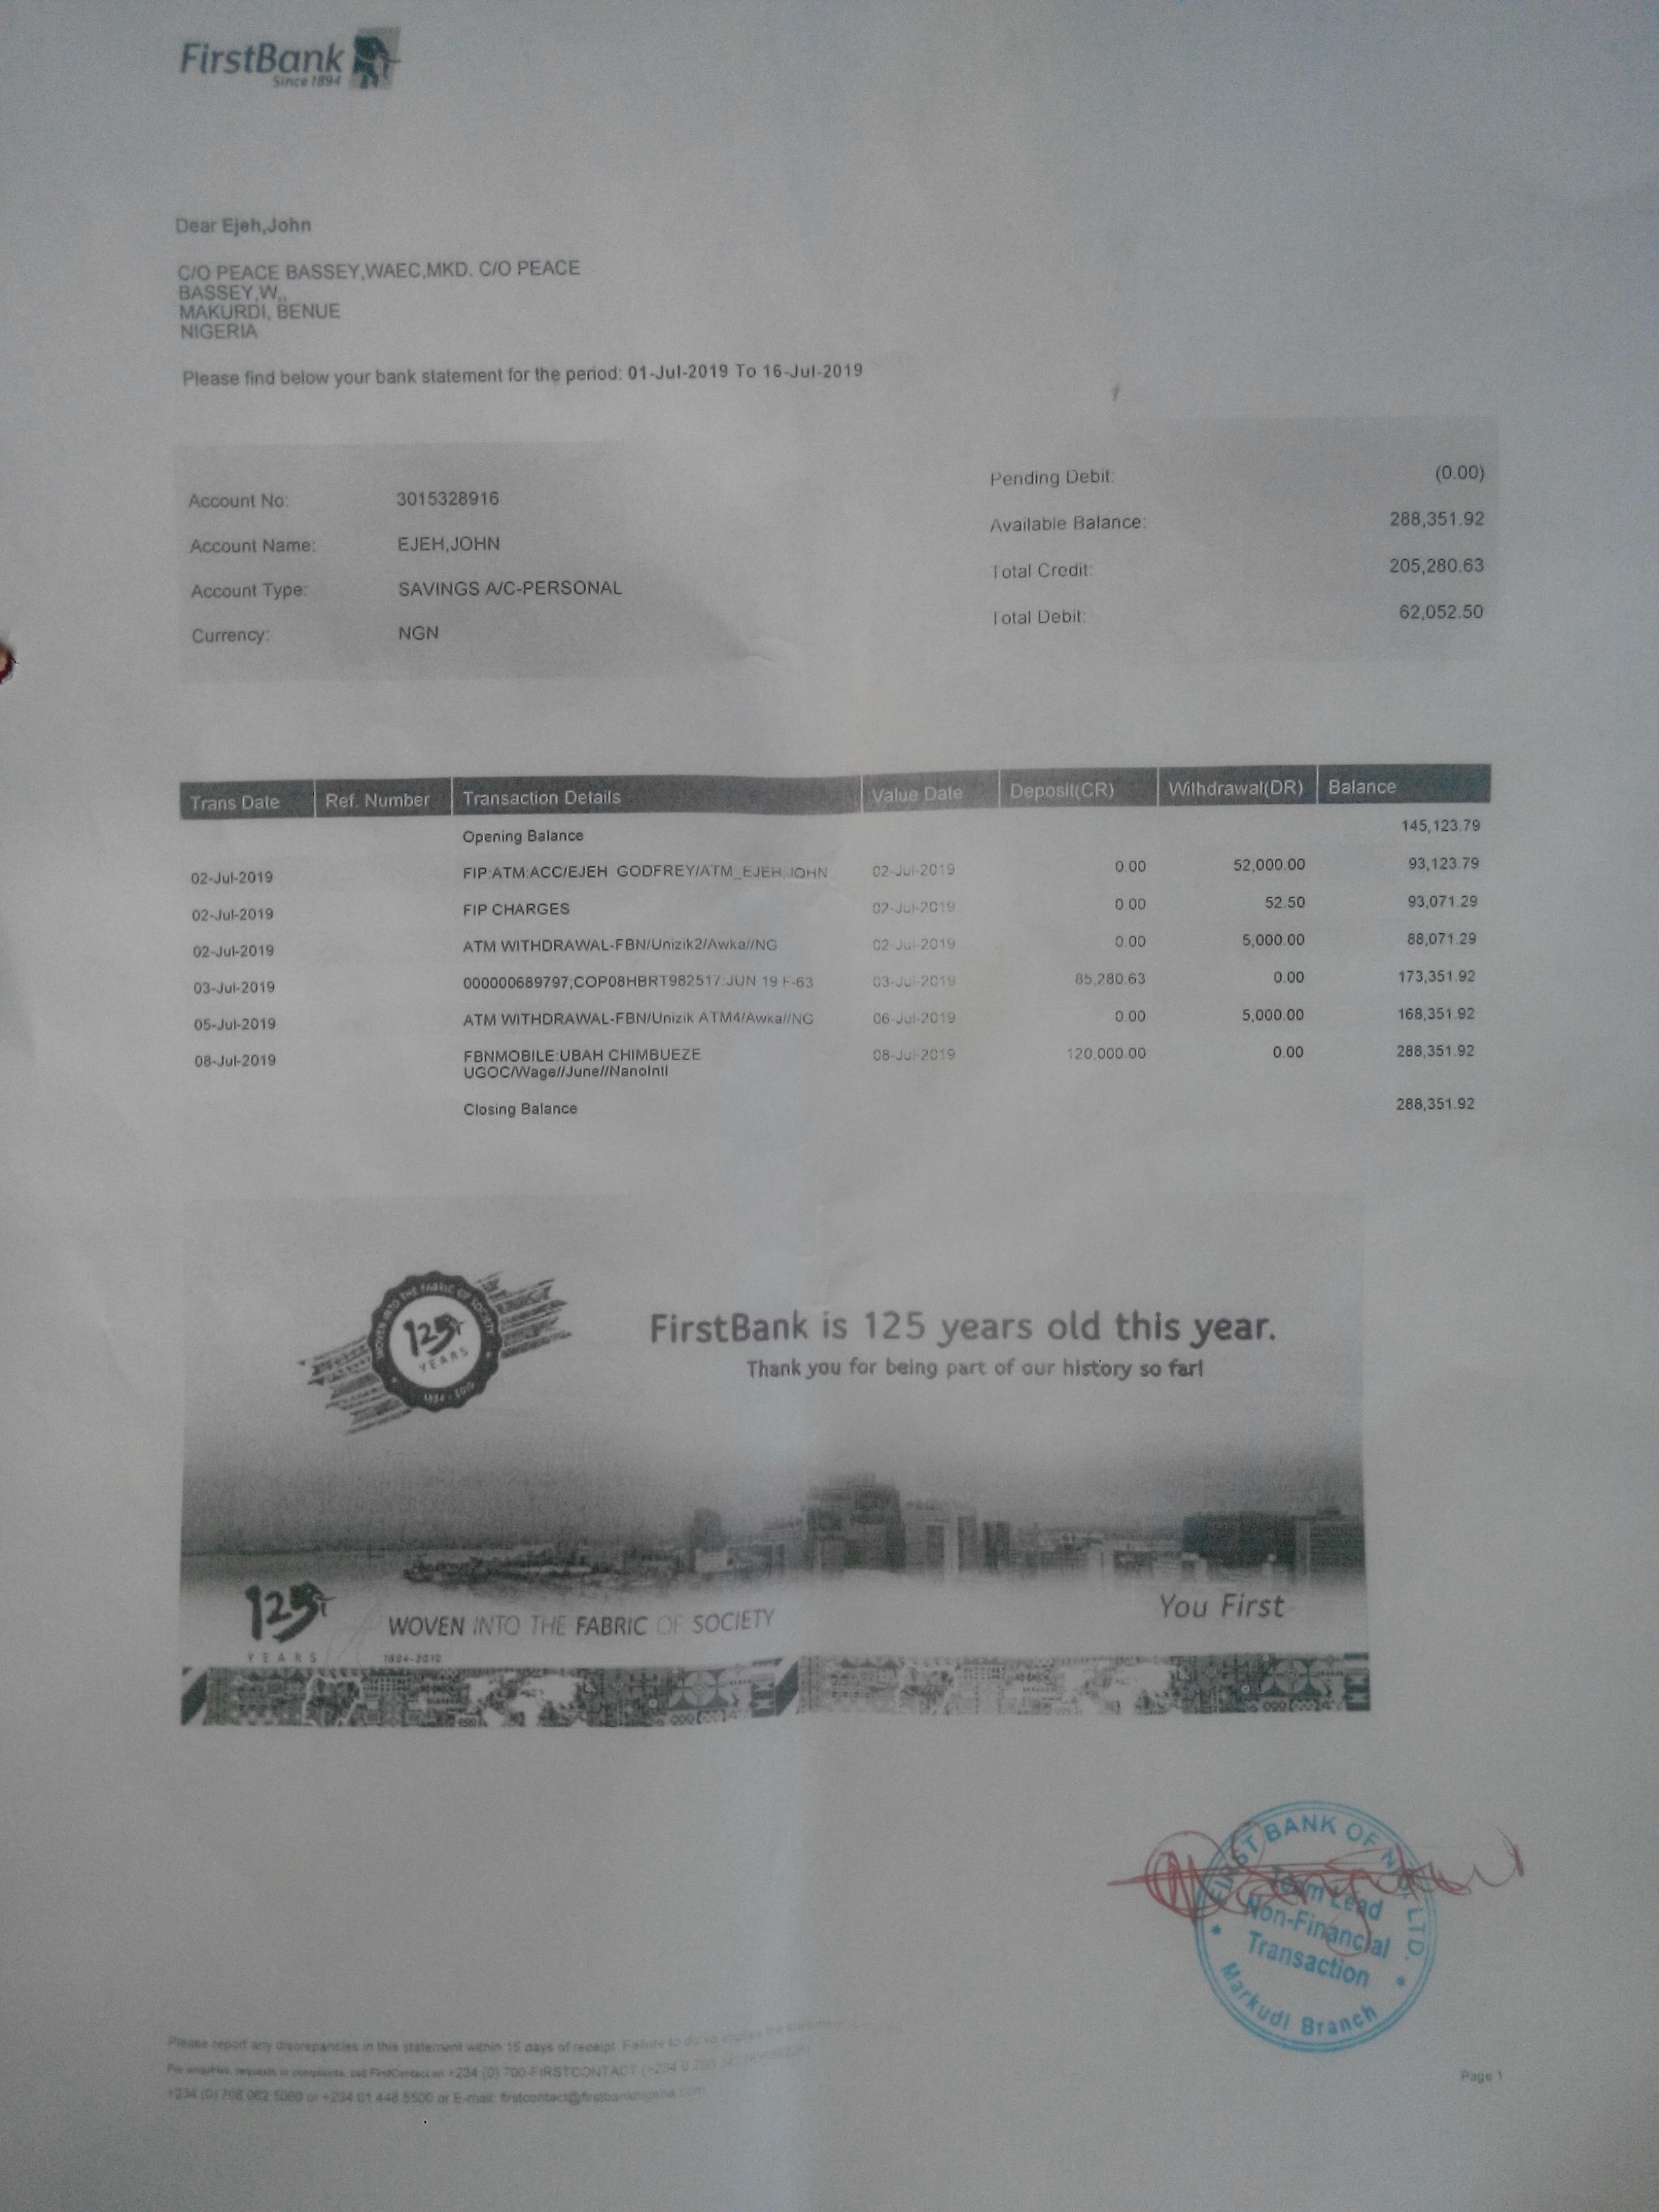 FirstBank
Since 1894
Dear Ejeh,John
C/O PEACE BASSEY,WAEC,MKD. C/O PEACE
BASSEY,W,,
MAKURDI, BENUE
NIGERIA
Please find below your bank statement for the period: 01-Jul-2019 To 16-Jul-2019
Account No: 3015328916
Account Name: EJEH,JOHN
Account Type: SAVINGS A/C-PERSONAL
Currency: NGN
Pending Debit: (0.00)
Available Balance: 288,351.92
Total Credit: 205,280.63
Total Debit: 62,052.50
Trans Date Ref. Number Transaction Details Value Date Deposit(CR) Withdrawal(DR) Balance
Opening Balance 145,123.79
02-Jul-2019 FIP:ATM:ACC/EJEH GODFREY/ATM_EJEH,JOHN 02-Jul-2019 0.00 52,000.00 93,123.79
02-Jul-2019 FIP CHARGES 02-Jul-2019 0.00 52.50 93,071.29
02-Jul-2019 ATM WITHDRAWAL-FBN/Unizik2/Awka//NG 02-Jul-2019 0.00 5,000.00 88,071.29
03-Jul-2019 000000689797;COP08HBRT982517:JUN 19 F-63 03-Jul-2019 85,280.63 0.00 173,351.92
05-Jul-2019 ATM WITHDRAWAL-FBN/Unizik ATM4/Awka//NG 06-Jul-2019 0.00 5,000.00 168,351.92
08-Jul-2019 FBNMOBILE:UBAH CHIMBUEZE 08-Jul-2019 120,000.00 0.00 288,351.92
UGOC/Wage//June//NanoIntl
Closing Balance 288,351.92
WOVEN INTO THE FABRIC OF SOCIETY
125
YEARS
1894 - 2019
FirstBank is 125 years old this year.
Thank you for being part of our history so far!
125
YEARS
WOVEN INTO THE FABRIC OF SOCIETY
1894-2019
You First
FIRST BANK OF NIG. LTD.
Team Lead
Non-Financial
Transaction
Markudi Branch
Please report any discrepancies in this statement within 15 days of receipt. Failure to do so implies the
For enquiries, requests or complaints, call FirstContact on +234 (0) 700-FIRSTCONTACT
+234 (0) 708 062 5000 or +234 01 448 5500 or E-mail: firstcontact@firstbanknigeria.com
Page 1